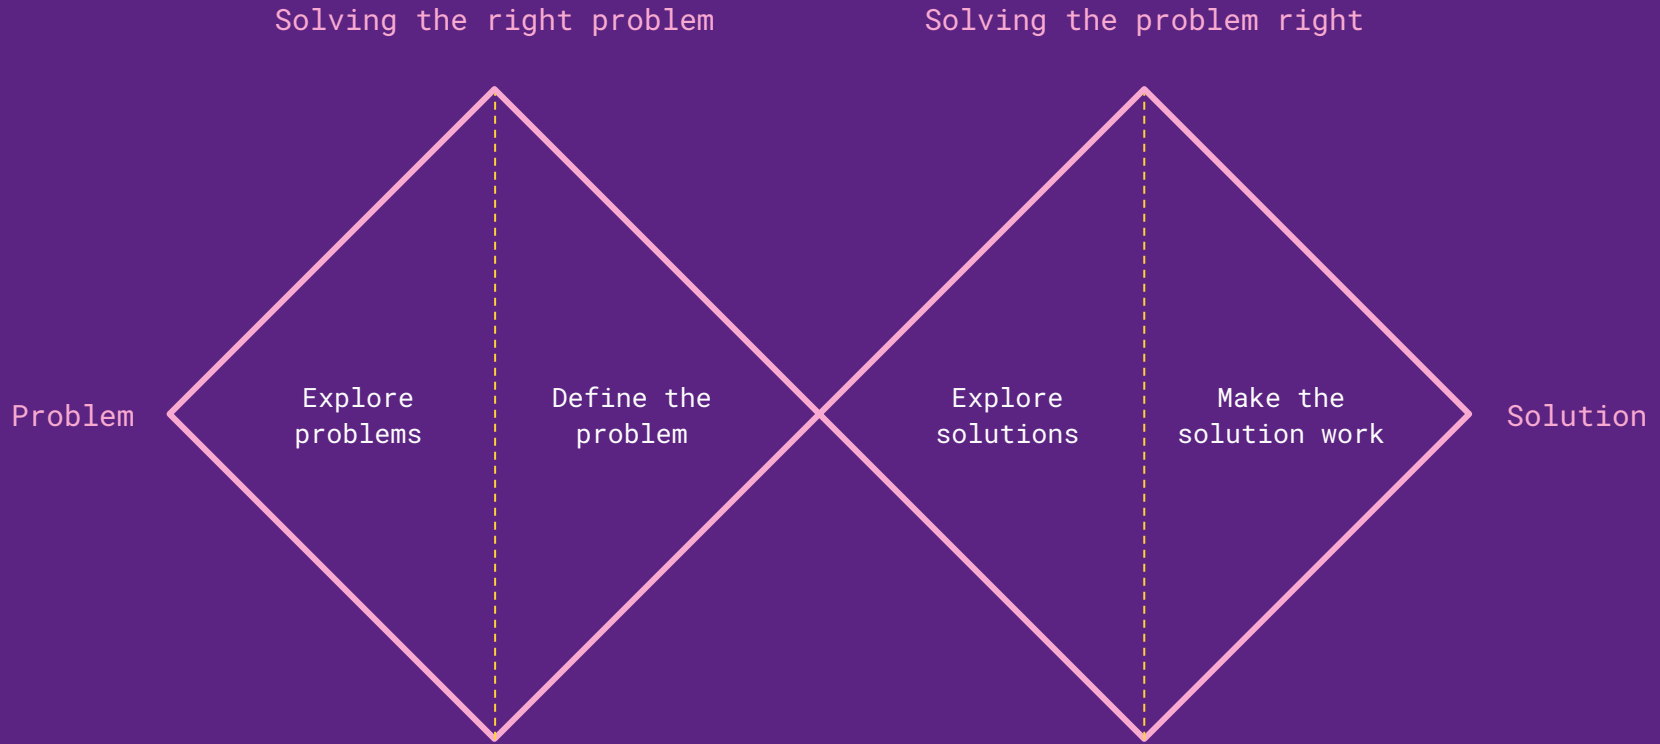 Solving the right problem
Solving the problem right
Problem
Explore
problems
Define the
problem
Explore
solutions
Make the
solution work
Solution